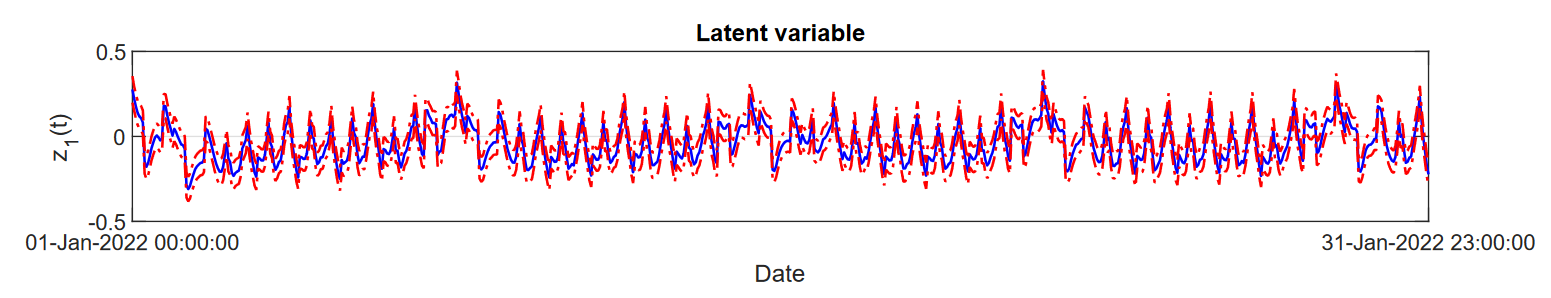 Latent variable
0.5
z1(t)
0
-0.5
01-Jan-2022 00:00:00
31-Jan-2022 23:00:00
Date